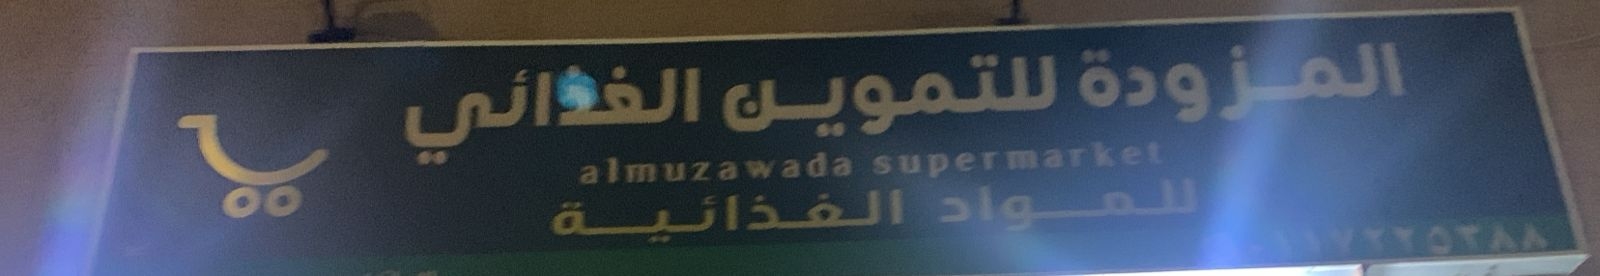 المزودة للتموين الغذائي
almuzawada supermarket
للمواد الغذائية